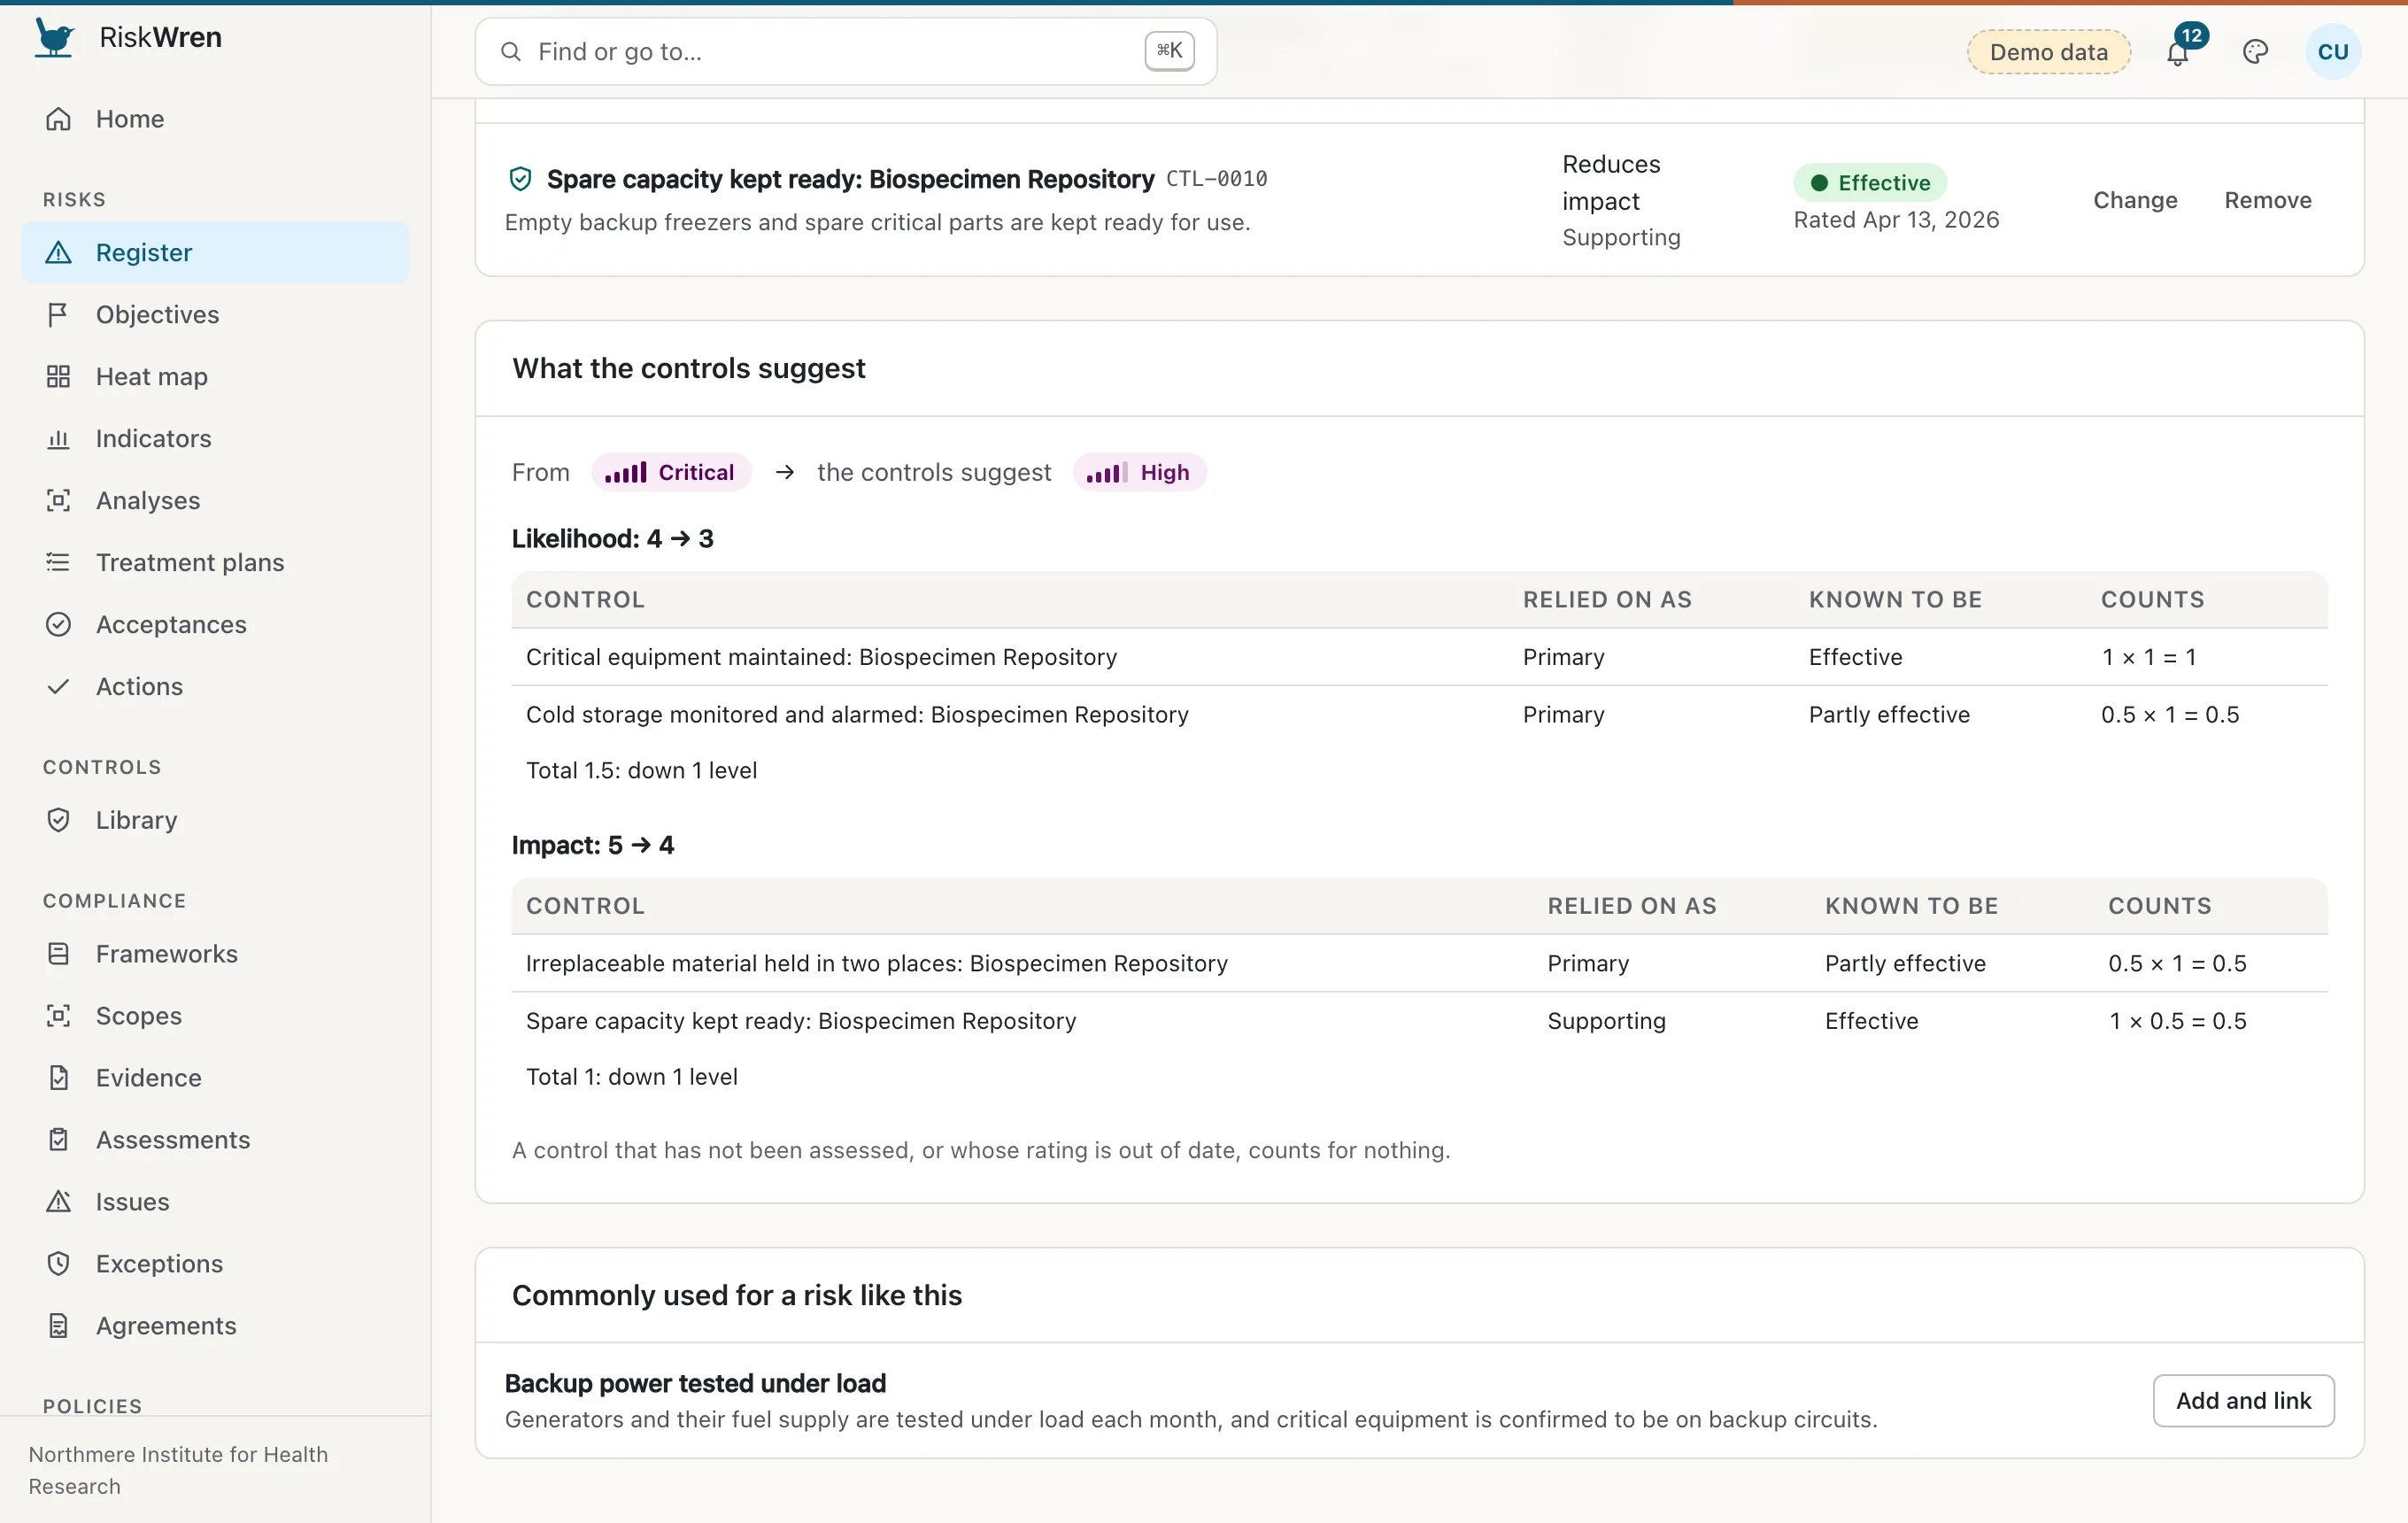 RiskWren
Find or go to...
⌘K
Demo data
12
CU
Home
RISKS
Register
Objectives
Heat map
Indicators
Analyses
Treatment plans
Acceptances
Actions
CONTROLS
Library
COMPLIANCE
Frameworks
Scopes
Evidence
Assessments
Issues
Exceptions
Agreements
POLICIES
Northmere Institute for Health
Research
Spare capacity kept ready: Biospecimen Repository CTL-0010
Empty backup freezers and spare critical parts are kept ready for use.
Reduces
impact
Supporting
Effective
Rated Apr 13, 2026
Change
Remove
What the controls suggest
From Critical → the controls suggest High
Likelihood: 4 → 3
CONTROL RELIED ON AS KNOWN TO BE COUNTS
Critical equipment maintained: Biospecimen Repository Primary Effective 1 × 1 = 1
Cold storage monitored and alarmed: Biospecimen Repository Primary Partly effective 0.5 × 1 = 0.5
Total 1.5: down 1 level
Impact: 5 → 4
CONTROL RELIED ON AS KNOWN TO BE COUNTS
Irreplaceable material held in two places: Biospecimen Repository Primary Partly effective 0.5 × 1 = 0.5
Spare capacity kept ready: Biospecimen Repository Supporting Effective 1 × 0.5 = 0.5
Total 1: down 1 level
A control that has not been assessed, or whose rating is out of date, counts for nothing.
Commonly used for a risk like this
Backup power tested under load
Generators and their fuel supply are tested under load each month, and critical equipment is confirmed to be on backup circuits.
Add and link